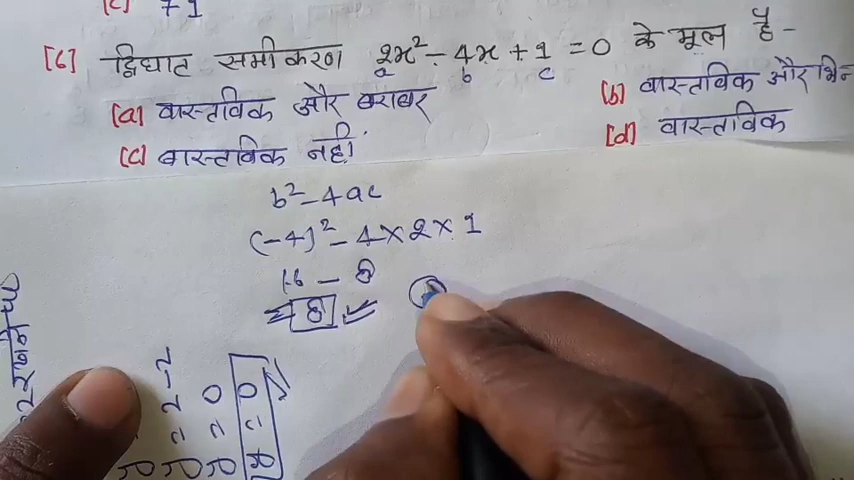 [c] +1
[6] द्विघात समीकरण 2x² - 4x + 1 = 0 के मूल है -
a b c
[a] वास्तविक और बराबर [b] वास्तविक और भिन
[c] वास्तविक नहीं [d] वास्तविक
b² - 4ac
(-4)² - 4 × 2 × 1
16 - 8
= 8